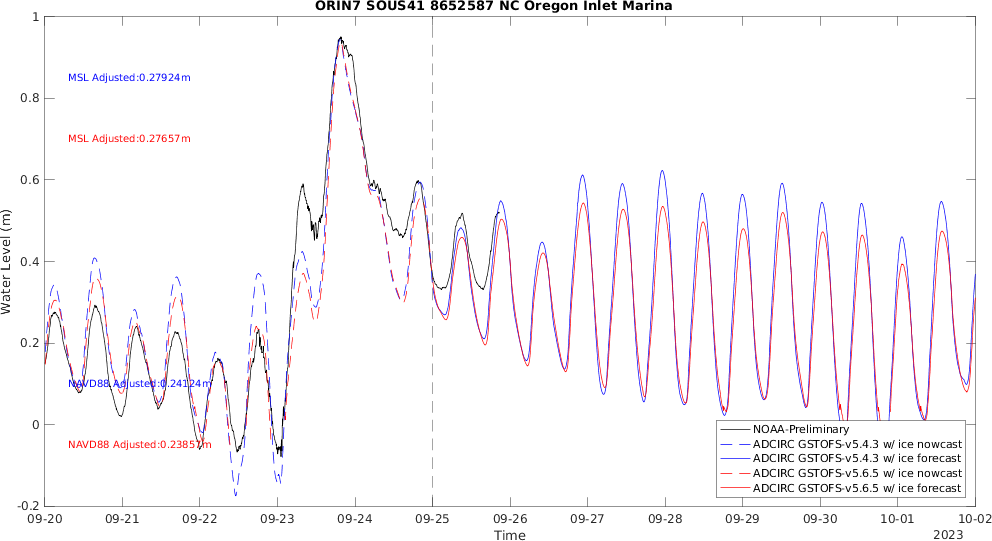 ORIN7 SOUS41 8652587 NC Oregon Inlet Marina
1
0.8
0.6
0.4
0.2
0
-0.2
Water Level (m)
MSL Adjusted:0.27924m
MSL Adjusted:0.27657m
NAVD88 Adjusted:0.24124m
NAVD88 Adjusted:0.23857m
NOAA-Preliminary
ADCIRC GSTOFS-v5.4.3 w/ ice nowcast
ADCIRC GSTOFS-v5.4.3 w/ ice forecast
ADCIRC GSTOFS-v5.6.5 w/ ice nowcast
ADCIRC GSTOFS-v5.6.5 w/ ice forecast
09-20 09-21 09-22 09-23 09-24 09-25 09-26 09-27 09-28 09-29 09-30 10-01 10-02
Time
2023